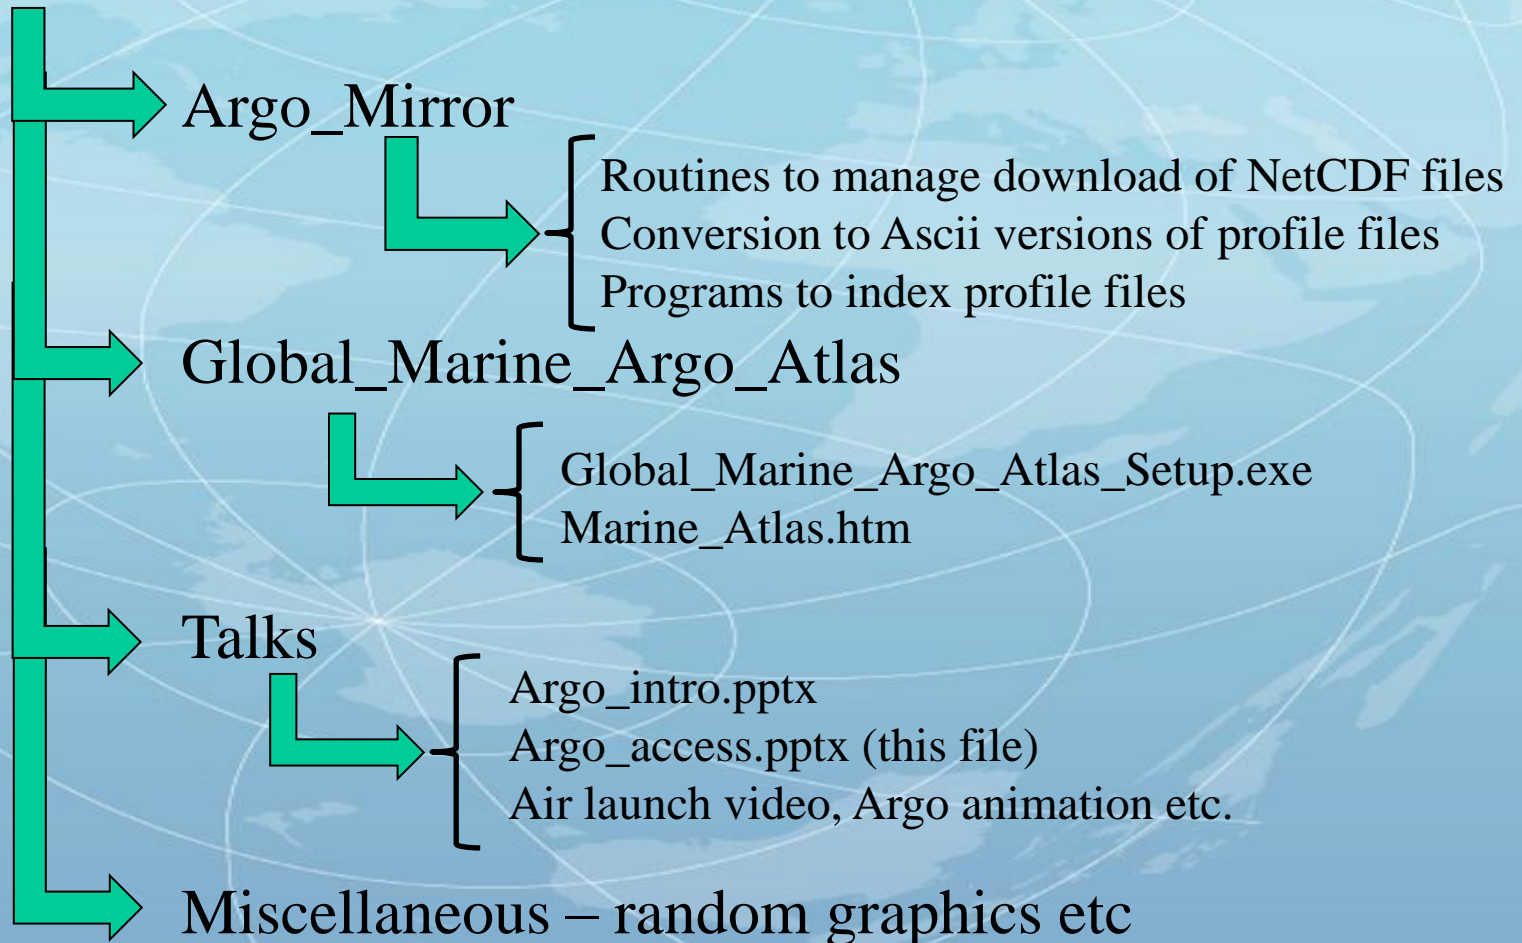 Argo_Mirror
Routines to manage download of NetCDF files
Conversion to Ascii versions of profile files
Programs to index profile files
Global_Marine_Argo_Atlas
Global_Marine_Argo_Atlas_Setup.exe
Marine_Atlas.htm
Talks
Argo_intro.pptx
Argo_access.pptx (this file)
Air launch video, Argo animation etc.
Miscellaneous – random graphics etc